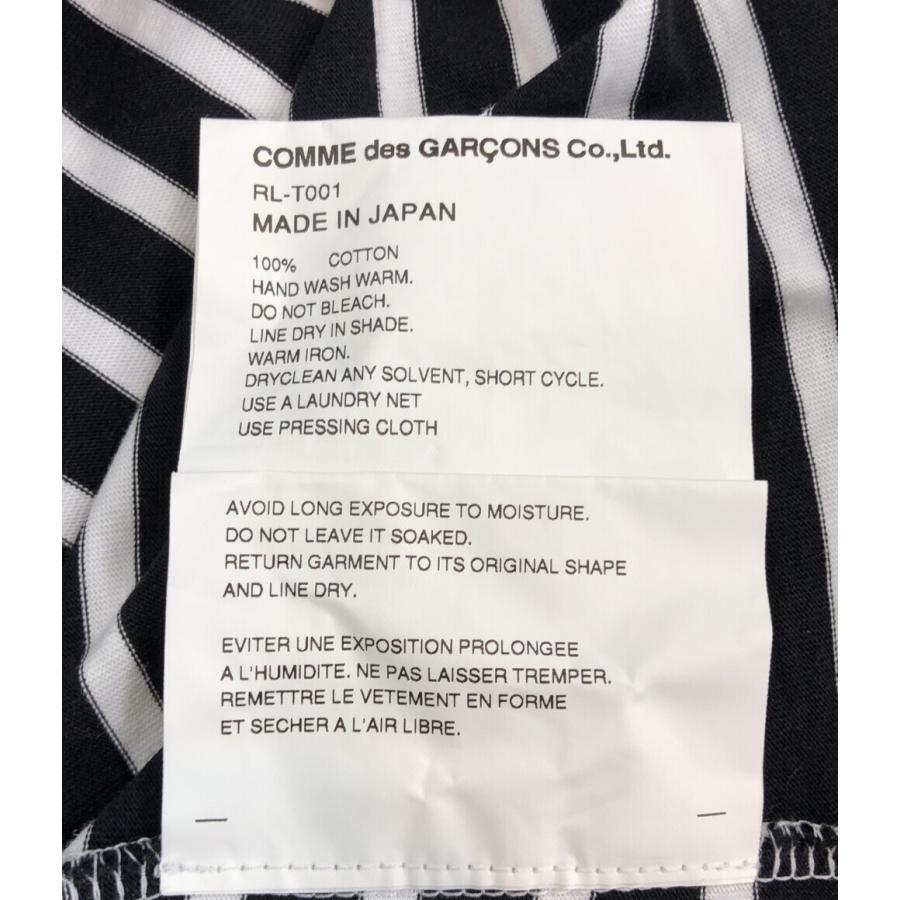 COMME des GARÇONS Co.,Ltd.
RL-T001
MADE IN JAPAN
100% COTTON
HAND WASH WARM.
DO NOT BLEACH.
LINE DRY IN SHADE.
WARM IRON.
DRYCLEAN ANY SOLVENT, SHORT CYCLE.
USE A LAUNDRY NET
USE PRESSING CLOTH
AVOID LONG EXPOSURE TO MOISTURE.
DO NOT LEAVE IT SOAKED.
RETURN GARMENT TO ITS ORIGINAL SHAPE
AND LINE DRY.
EVITER UNE EXPOSITION PROLONGEE
A L'HUMIDITE. NE PAS LAISSER TREMPER.
REMETTRE LE VETEMENT EN FORME
ET SECHER A L'AIR LIBRE.